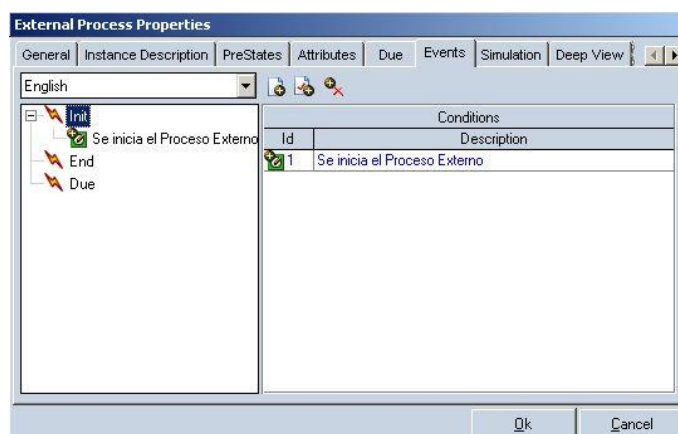 External Process Properties
General Instance Description PreStates Attributes Due Events Simulation Deep View
English
Init
Se inicia el Proceso Externo
End
Due
Conditions
Id Description
1 Se inicia el Proceso Externo
Ok Cancel